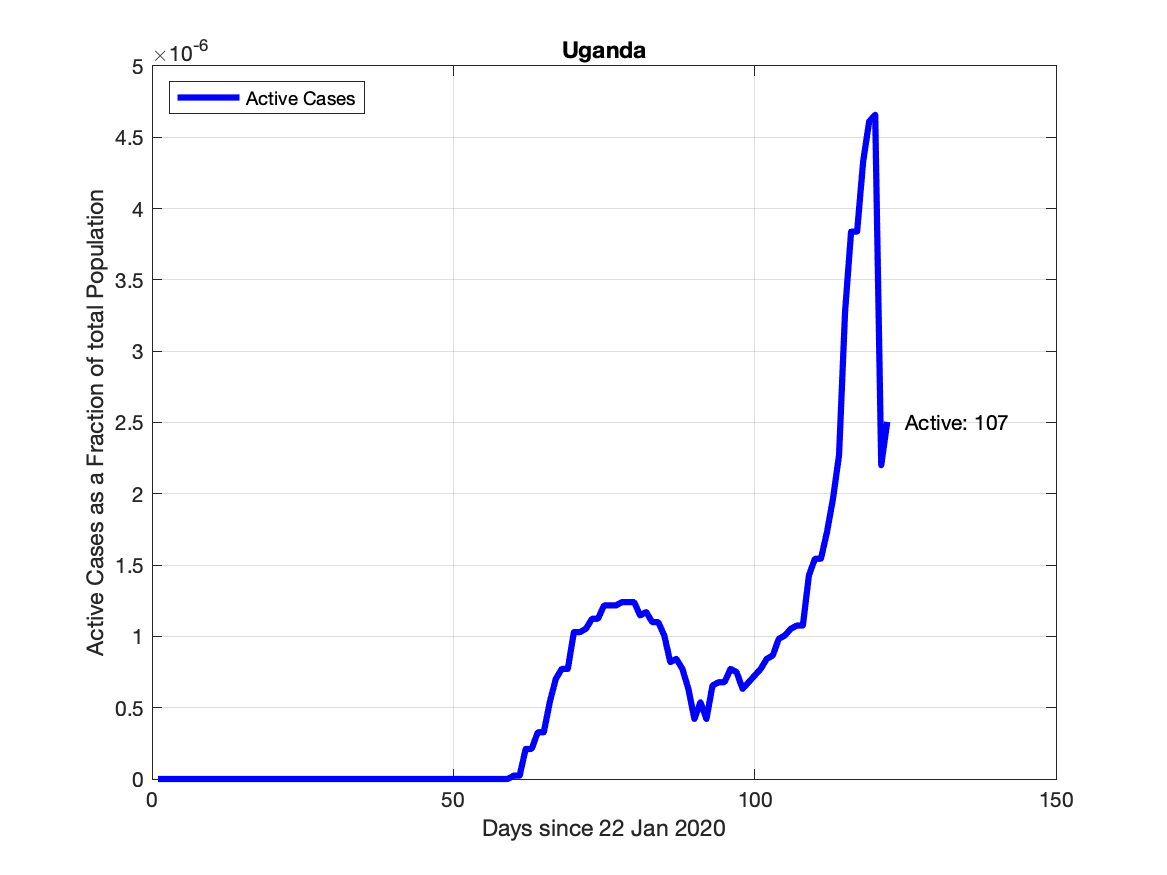 Uganda
×10-6
Active Cases
5
4.5
4
3.5
3
2.5
2
1.5
1
0.5
0
Active Cases as a Fraction of total Population
Active: 107
0 50 100 150
Days since 22 Jan 2020